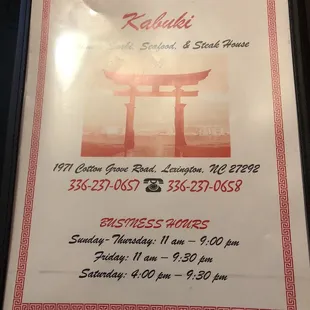 Kabuki
Seafood, & Steak House
1971 Cotton Grove Road, Lexington, NC 27292
336-237-0657 ☎ 336-237-0658
BUSINESS HOURS
Sunday- Thursday: 11 am – 9:00 pm
Friday: 11 am – 9:30 pm
Saturday: 4:00 pm – 9:30 pm